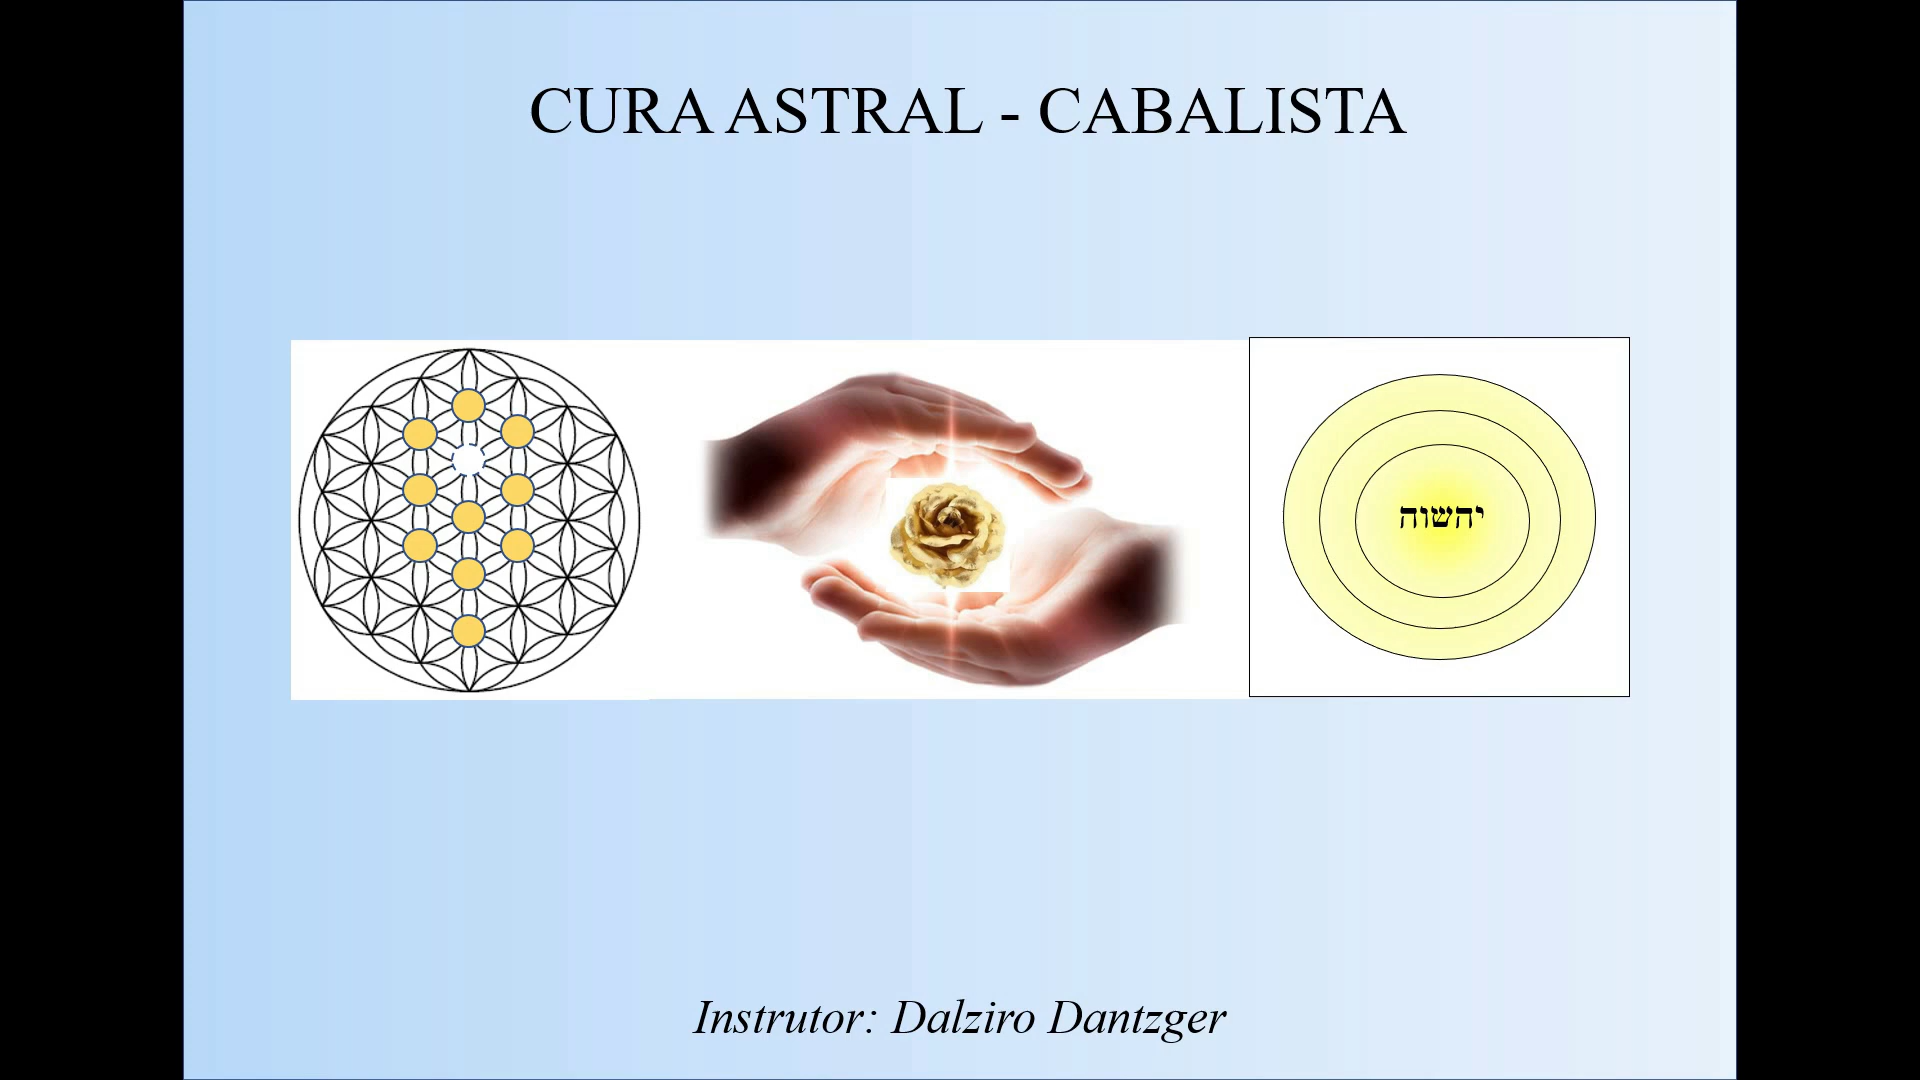 CURA ASTRAL - CABALISTA
יהשוה
Instrutor: Dalziro Dantzger